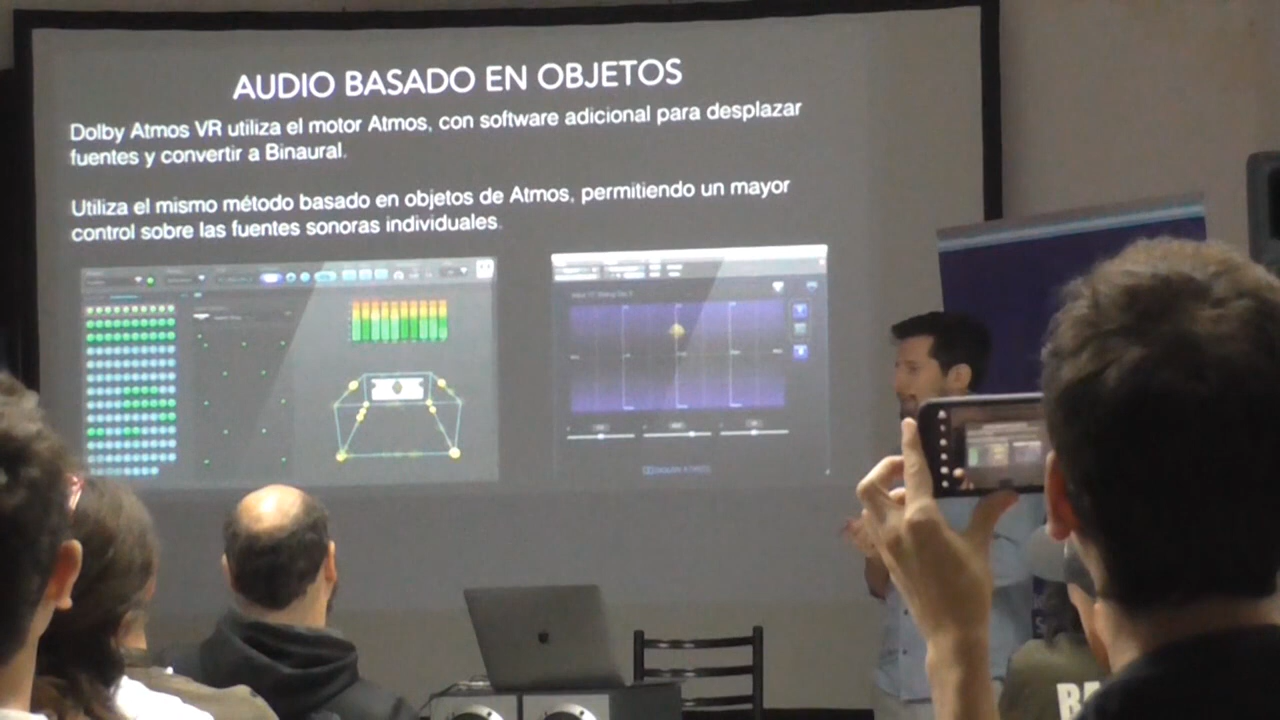 AUDIO BASADO EN OBJETOS
Dolby Atmos VR utiliza el motor Atmos, con software adicional para desplazar
fuentes y convertir a Binaural.
Utiliza el mismo método basado en objetos de Atmos, permitiendo un mayor
control sobre las fuentes sonoras individuales.